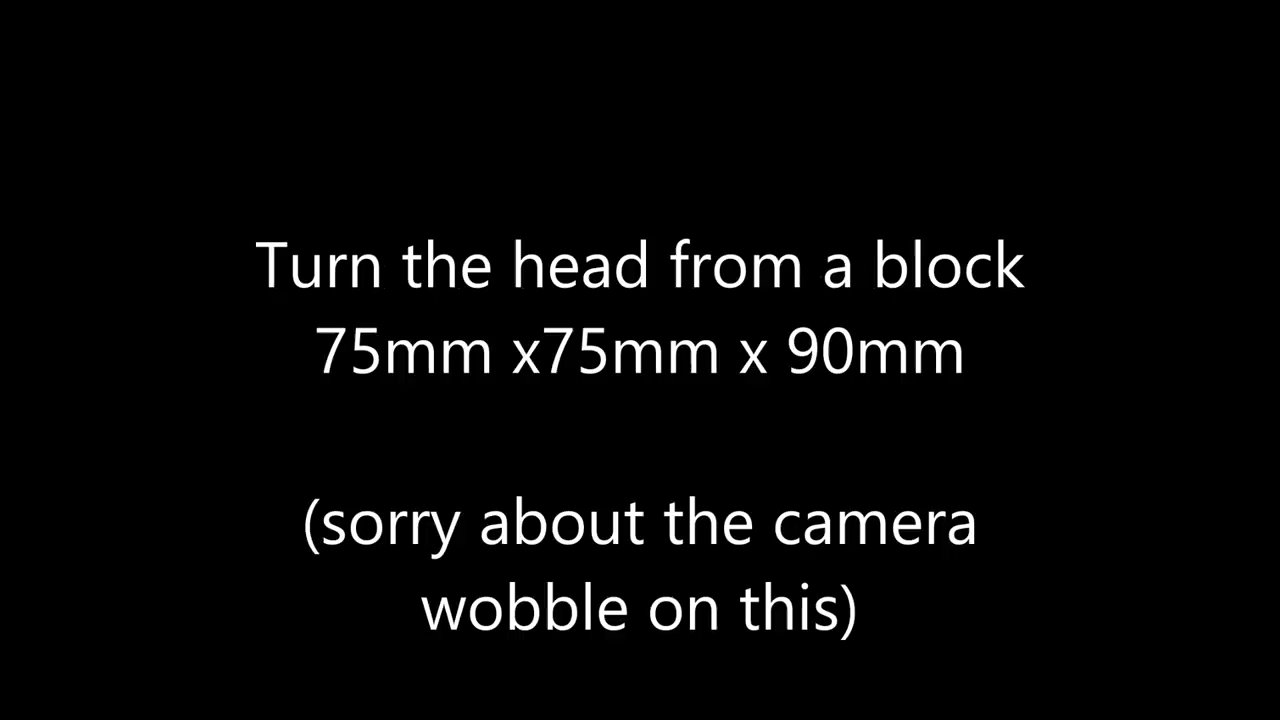 Turn the head from a block
75mm x75mm x 90mm
(sorry about the camera
wobble on this)